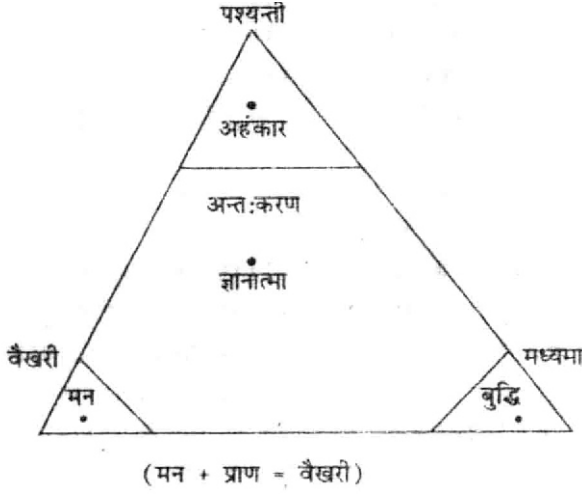 पश्यन्ती
अहंकार
अन्त:करण
ज्ञानात्मा
वैखरी
मध्यमा
मन
बुद्धि
(मन + प्राण = वैखरी)